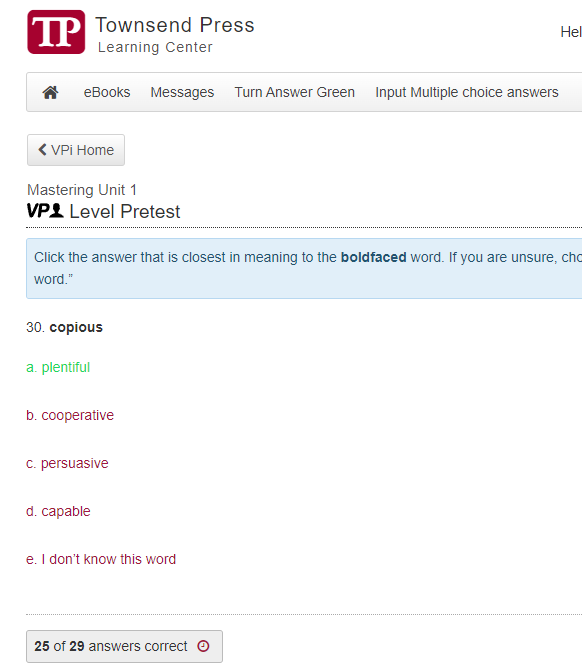 TP Townsend Press
Hel
Learning Center
eBooks Messages Turn Answer Green Input Multiple choice answers
VPi Home
Mastering Unit 1
VP Level Pretest
Click the answer that is closest in meaning to the boldfaced word. If you are unsure, cho
word.”
30. copious
a. plentiful
b. cooperative
c. persuasive
d. capable
e. I don’t know this word
25 of 29 answers correct